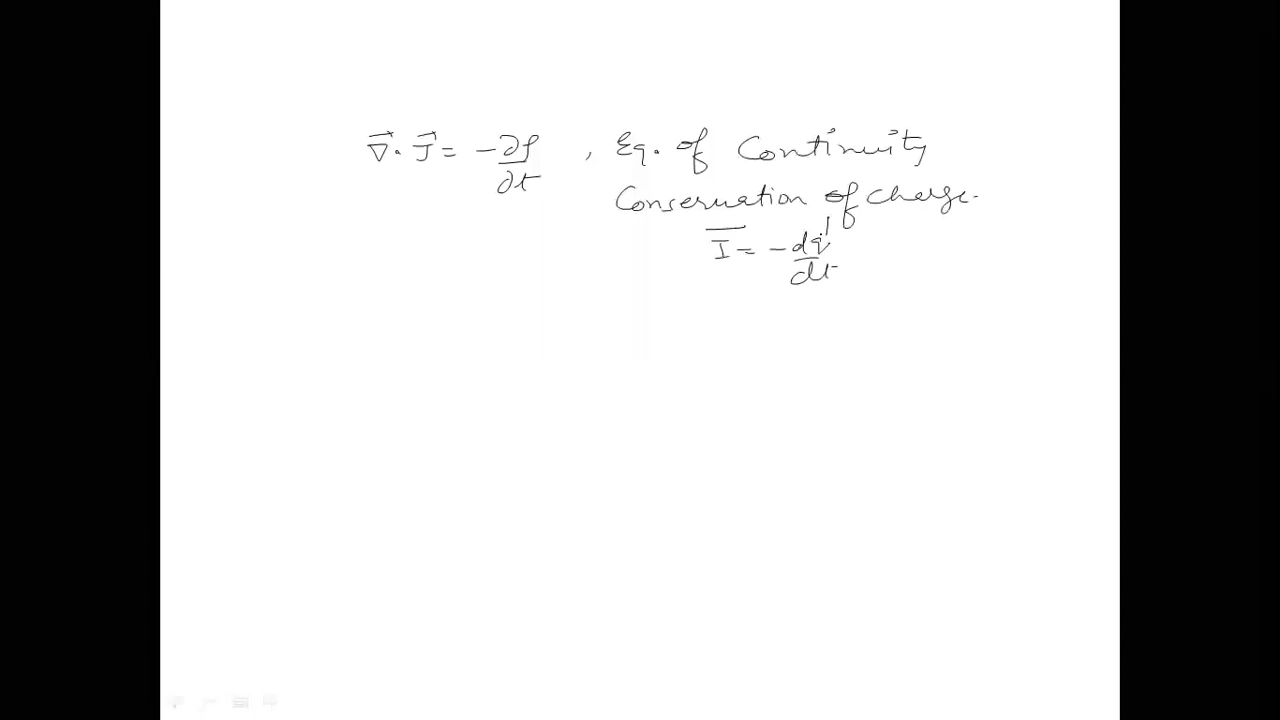 ∇⃗· J⃗ = -∂ρ/∂t , Eq. of Continuity
Conservation of charge.
I = -dq/dt